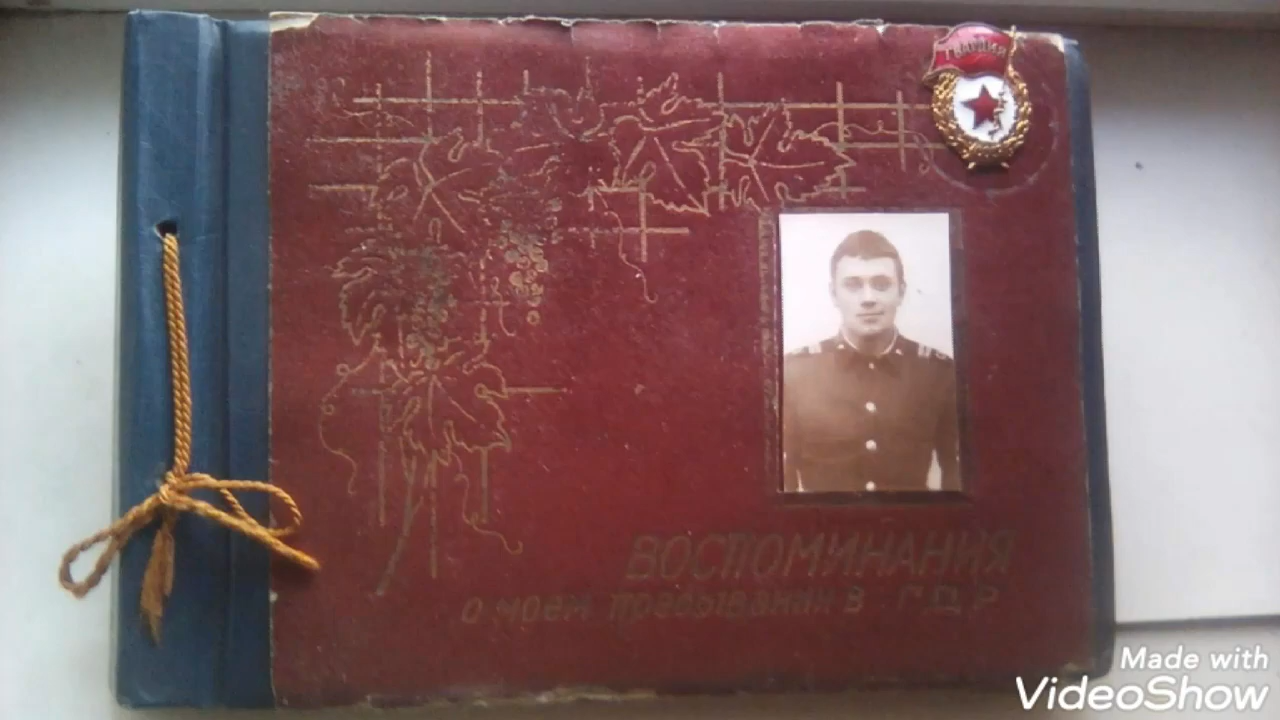 ГВАРДИЯ
ВОСПОМИНАНИЯ
о моем пребывании в Г.Д.Р
Made with
VideoShow